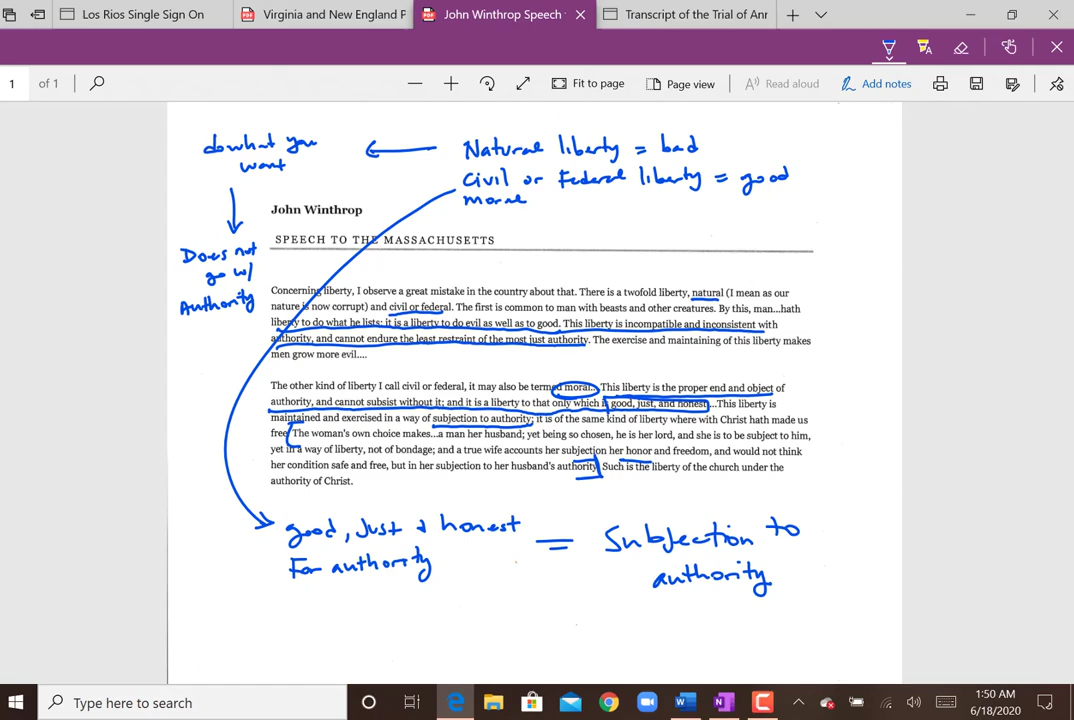 Los Rios Single Sign On
Virginia and New England P
John Winthrop Speech
Transcript of the Trial of Anr
1 of 1
Fit to page
Page view
Read aloud
Add notes
do what you
want
Natural liberty = bad
Civil or Federal liberty = good
moral
Does not
go w/
Authority
John Winthrop
SPEECH TO THE MASSACHUSETTS
Concerning liberty, I observe a great mistake in the country about that. There is a twofold liberty, natural (I mean as our
nature is now corrupt) and civil or federal. The first is common to man with beasts and other creatures. By this, man...hath
liberty to do what he lists: it is a liberty to do evil as well as to good. This liberty is incompatible and inconsistent with
authority, and cannot endure the least restraint of the most just authority. The exercise and maintaining of this liberty makes
men grow more evil....
The other kind of liberty I call civil or federal, it may also be termed moral... This liberty is the proper end and object of
authority, and cannot subsist without it; and it is a liberty to that only which is good, just, and honest...This liberty is
maintained and exercised in a way of subjection to authority; it is of the same kind of liberty where with Christ hath made us
free. The woman's own choice makes...a man her husband; yet being so chosen, he is her lord, and she is to be subject to him,
yet in a way of liberty, not of bondage; and a true wife accounts her subjection her honor and freedom, and would not think
her condition safe and free, but in her subjection to her husband's authority. Such is the liberty of the church under the
authority of Christ.
good, just & honest
For authority
= Subjection to
authority
Type here to search
1:50 AM
6/18/2020